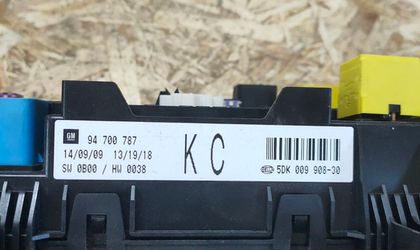 GM 94 700 787
14/09/09 13/19/18
SW 0B00 / HW 0038
KC
HELLA 5DK 009 908-30